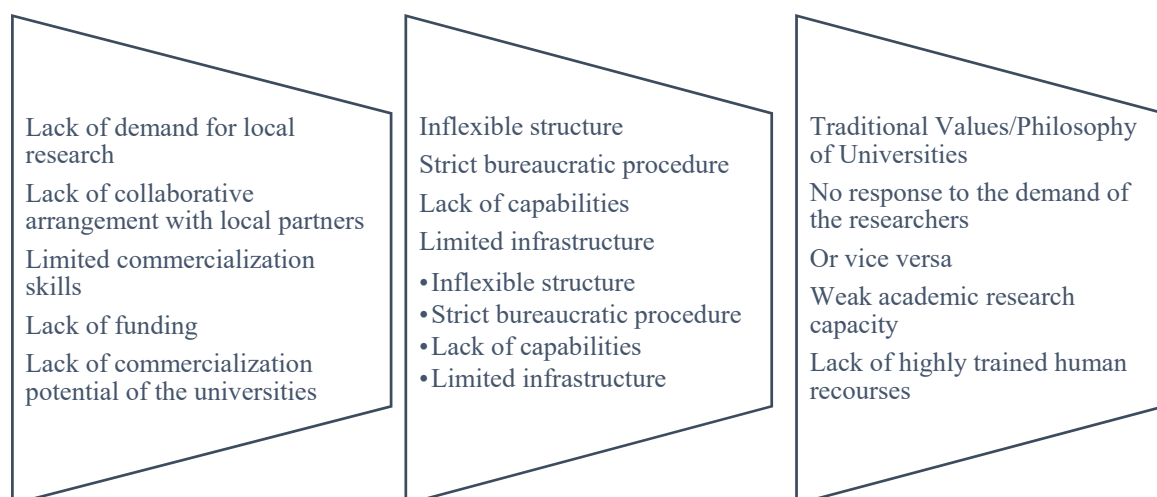 Lack of demand for local
research
Lack of collaborative
arrangement with local partners
Limited commercialization
skills
Lack of funding
Lack of commercialization
potential of the universities
Inflexible structure
Strict bureaucratic procedure
Lack of capabilities
Limited infrastructure
•Inflexible structure
•Strict bureaucratic procedure
•Lack of capabilities
•Limited infrastructure
Traditional Values/Philosophy
of Universities
No response to the demand of
the researchers
Or vice versa
Weak academic research
capacity
Lack of highly trained human
recourses